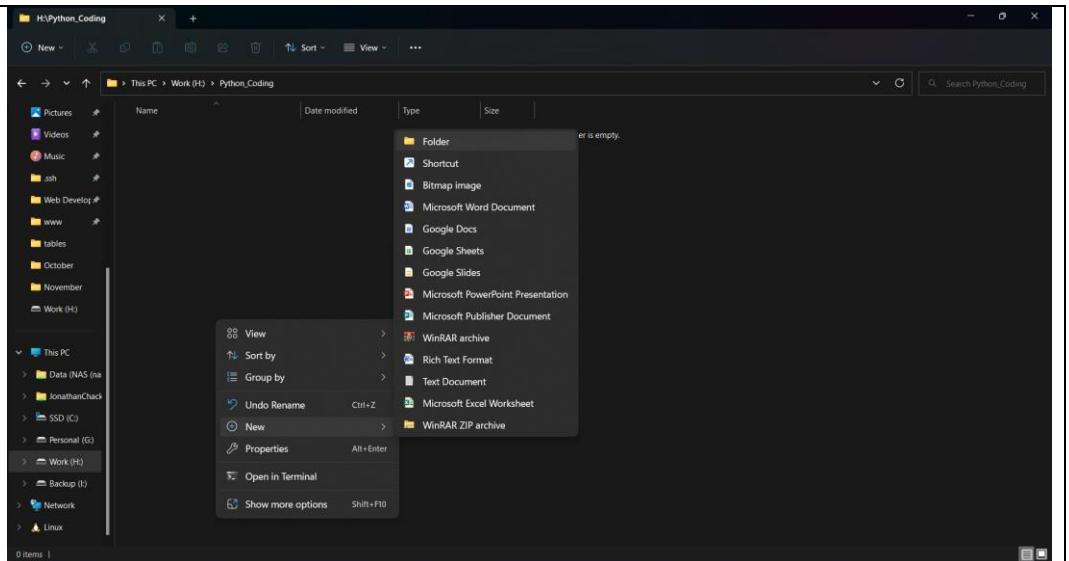 H:\Python_Coding
New
Sort
View
This PC > Work (H:) > Python_Coding
Search Python_Coding
Name
Date modified
Type
Size
er is empty.
Pictures
Videos
Music
.ssh
Web Develop
www
tables
October
November
Work (H:)
This PC
Data (NAS (na
JonathanChack
SSD (C:)
Personal (G:)
Work (H:)
Backup (I:)
Network
Linux
0 items
View
Sort by
Group by
Undo Rename Ctrl+Z
New
Properties Alt+Enter
Open in Terminal
Show more options Shift+F10
Folder
Shortcut
Bitmap image
Microsoft Word Document
Google Docs
Google Sheets
Google Slides
Microsoft PowerPoint Presentation
Microsoft Publisher Document
WinRAR archive
Rich Text Format
Text Document
Microsoft Excel Worksheet
WinRAR ZIP archive